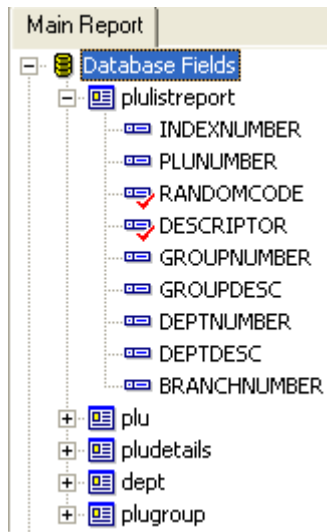 Main Report
Database Fields
plulistreport
INDEXNUMBER
PLUNUMBER
RANDOMCODE
DESCRIPTOR
GROUPNUMBER
GROUPDESC
DEPTNUMBER
DEPTDESC
BRANCHNUMBER
plu
pludetails
dept
plugroup